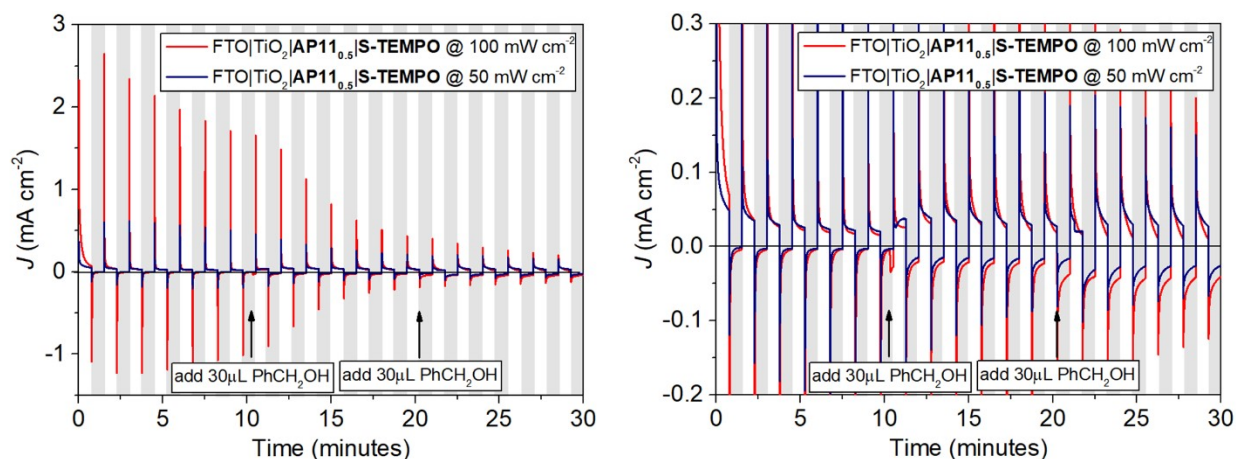 3
2
1
0
-1
J (mA cm⁻²)
FTO|TiO₂|AP11₀.₅|S-TEMPO @ 100 mW cm⁻²
FTO|TiO₂|AP11₀.₅|S-TEMPO @ 50 mW cm⁻²
add 30μL PhCH₂OH
add 30μL PhCH₂OH
0 5 10 15 20 25 30
Time (minutes)
0.3
0.2
0.1
0.0
-0.1
-0.2
J (mA cm⁻²)
FTO|TiO₂|AP11₀.₅|S-TEMPO @ 100 mW cm⁻²
FTO|TiO₂|AP11₀.₅|S-TEMPO @ 50 mW cm⁻²
add 30μL PhCH₂OH
add 30μL PhCH₂OH
0 5 10 15 20 25 30
Time (minutes)